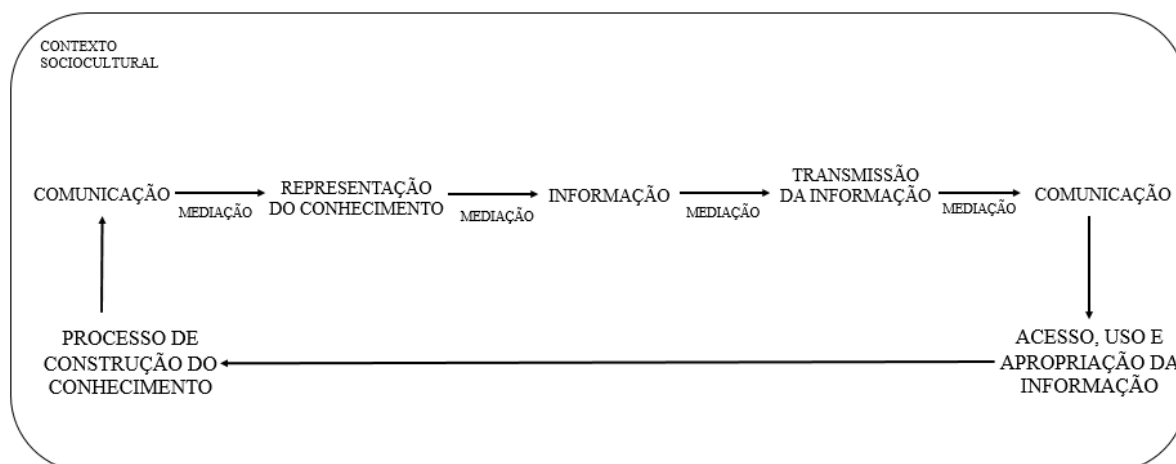 CONTEXTO
SOCIOCULTURAL
COMUNICAÇÃO
MEDIAÇÃO
REPRESENTAÇÃO
DO CONHECIMENTO
MEDIAÇÃO
INFORMAÇÃO
MEDIAÇÃO
TRANSMISSÃO
DA INFORMAÇÃO
MEDIAÇÃO
COMUNICAÇÃO
PROCESSO DE
CONSTRUÇÃO DO
CONHECIMENTO
ACESSO, USO E
APROPRIAÇÃO DA
INFORMAÇÃO